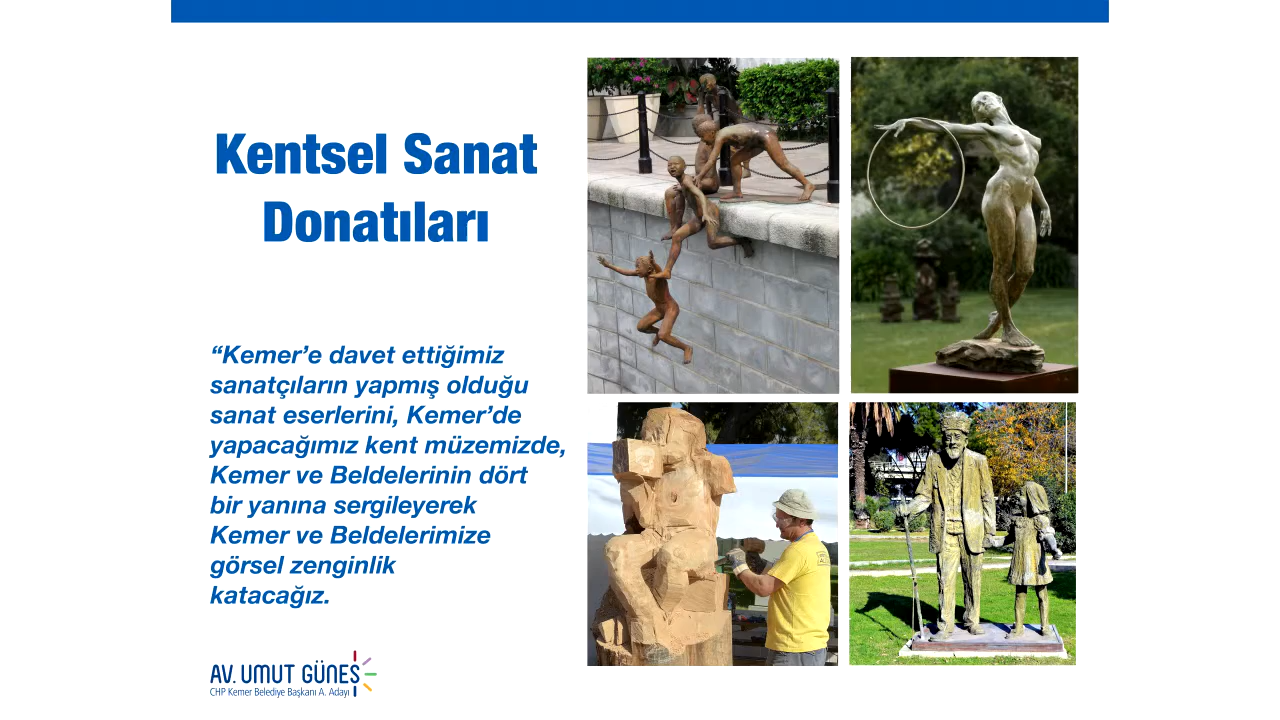 Kentsel Sanat
Donatıları
“Kemer’e davet ettiğimiz
sanatçıların yapmış olduğu
sanat eserlerini, Kemer’de
yapacağımız kent müzemizde,
Kemer ve Beldelerinin dört
bir yanına sergileyerek
Kemer ve Beldelerimize
görsel zenginlik
katacağız.
AV. UMUT GÜNEŞ
CHP Kemer Belediye Başkanı A. Adayı